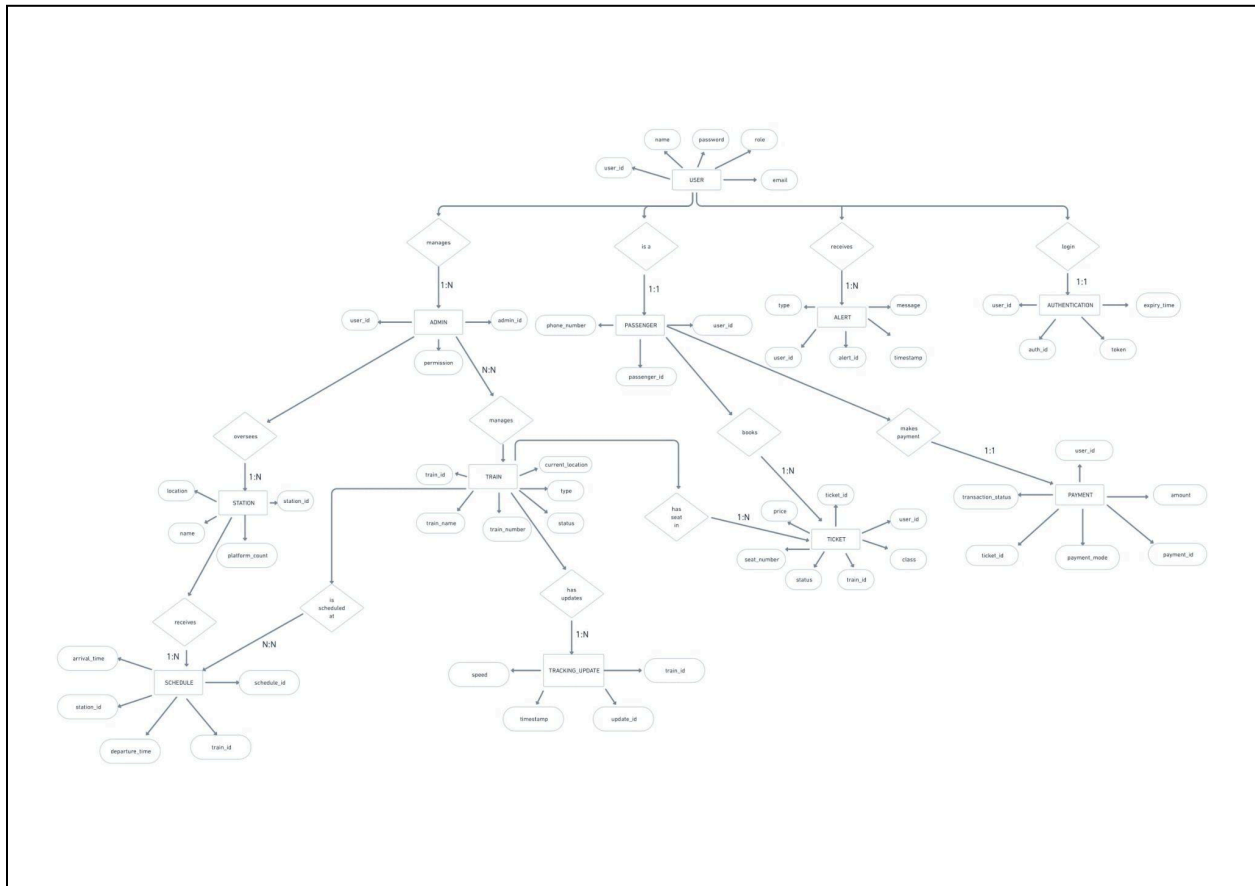 name
password
role
user_id
USER
email
manages
is a
receives
login
1:N
1:1
1:N
1:1
user_id
ADMIN
admin_id
permission
phone_number
PASSENGER
user_id
passenger_id
type
message
ALERT
user_id
alert_id
timestamp
user_id
AUTHENTICATION
expiry_time
auth_id
token
N:N
oversees
manages
books
makes
payment
1:N
1:N
1:1
location
STATION
station_id
name
platform_count
train_id
TRAIN
current_location
type
train_name
train_number
status
has
seat
in
1:N
ticket_id
price
user_id
TICKET
seat_number
class
status
train_id
user_id
transaction_status
PAYMENT
amount
ticket_id
payment_mode
payment_id
receives
is
scheduled
at
has
updates
1:N
N:N
1:N
arrival_time
SCHEDULE
schedule_id
station_id
departure_time
train_id
speed
TRACKING_UPDATE
train_id
timestamp
update_id